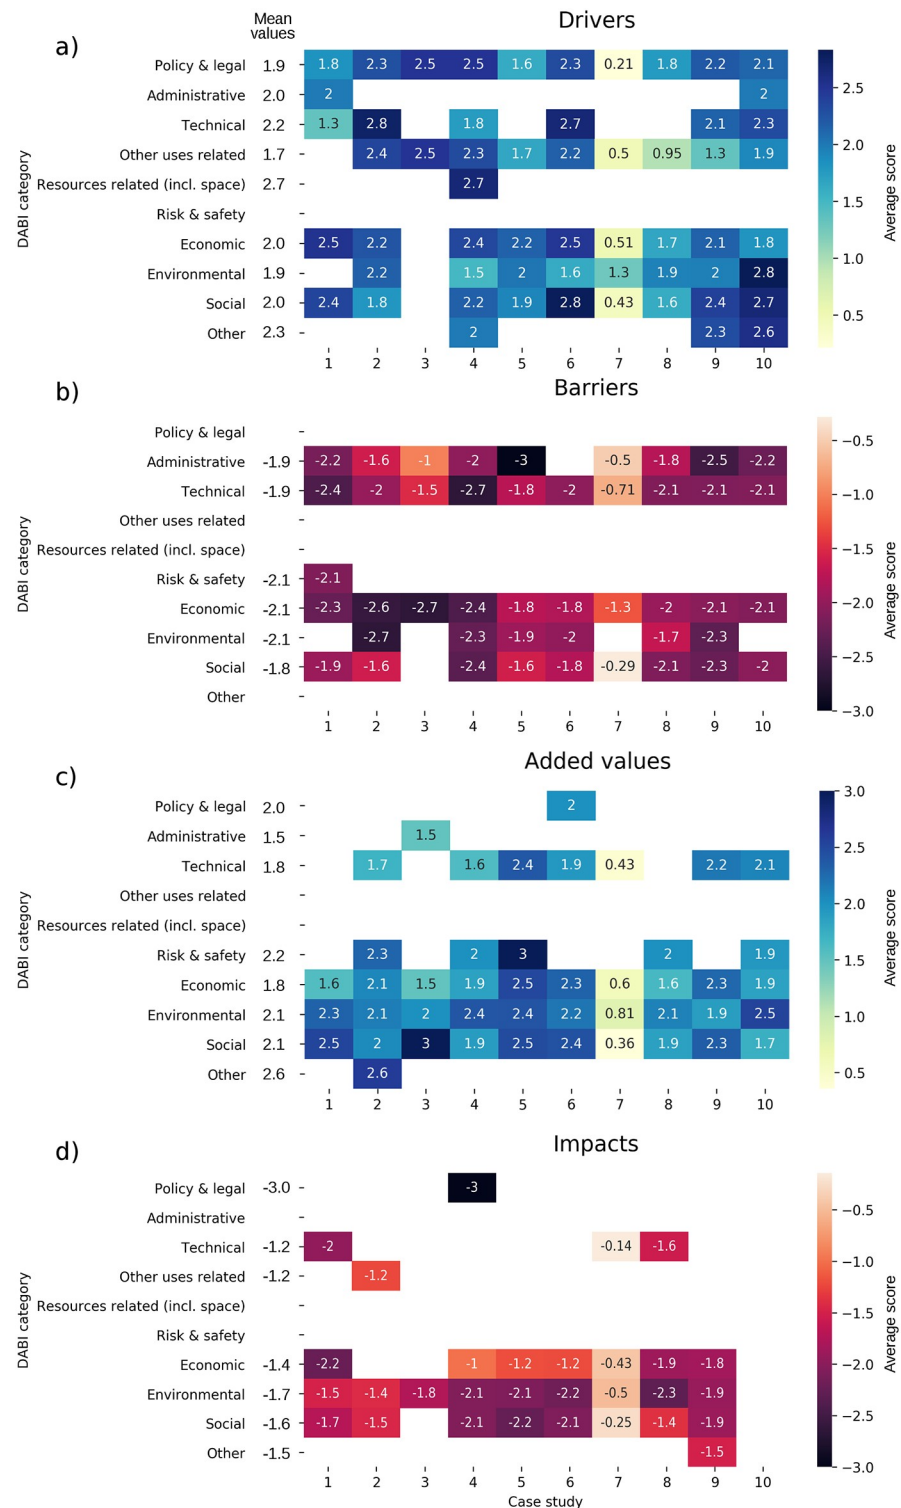 Mean
values
Drivers
a)
Policy & legal 1.9 1.8 2.3 2.5 2.5 1.6 2.3 0.21 1.8 2.2 2.1
Administrative 2.0 2 2
Technical 2.2 1.3 2.8 1.8 2.7 2.1 2.3
Other uses related 1.7 2.4 2.5 2.3 1.7 2.2 0.5 0.95 1.3 1.9
Resources related (incl. space) 2.7 2.7
Risk & safety
Economic 2.0 2.5 2.2 2.4 2.2 2.5 0.51 1.7 2.1 1.8
Environmental 1.9 2.2 1.5 2 1.6 1.3 1.9 2 2.8
Social 2.0 2.4 1.8 2.2 1.9 2.8 0.43 1.6 2.4 2.7
Other 2.3 2 2.3 2.6
1 2 3 4 5 6 7 8 9 10
DABI category
2.5
2.0
1.5
1.0
0.5
Average score
Barriers
b)
Policy & legal
Administrative -1.9 -2.2 -1.6 -1 -2 -3 -0.5 -1.8 -2.5 -2.2
Technical -1.9 -2.4 -2 -1.5 -2.7 -1.8 -2 -0.71 -2.1 -2.1 -2.1
Other uses related
Resources related (incl. space)
Risk & safety -2.1 -2.1
Economic -2.1 -2.3 -2.6 -2.7 -2.4 -1.8 -1.8 -1.3 -2 -2.1 -2.1
Environmental -2.1 -2.7 -2.3 -1.9 -2 -1.7 -2.3
Social -1.8 -1.9 -1.6 -2.4 -1.6 -1.8 -0.29 -2.1 -2.3 -2
Other
1 2 3 4 5 6 7 8 9 10
DABI category
−0.5
−1.0
−1.5
−2.0
−2.5
−3.0
Average score
Added values
c)
Policy & legal 2.0 2
Administrative 1.5 1.5
Technical 1.8 1.7 1.6 2.4 1.9 0.43 2.2 2.1
Other uses related
Resources related (incl. space)
Risk & safety 2.2 2.3 2 3 2 1.9
Economic 1.8 1.6 2.1 1.5 1.9 2.5 2.3 0.6 1.6 2.3 1.9
Environmental 2.1 2.3 2.1 2 2.4 2.4 2.2 0.81 2.1 1.9 2.5
Social 2.1 2.5 2 3 1.9 2.5 2.4 0.36 1.9 2.3 1.7
Other 2.6 2.6
1 2 3 4 5 6 7 8 9 10
DABI category
3.0
2.5
2.0
1.5
1.0
0.5
Average score
Impacts
d)
Policy & legal -3.0 -3
Administrative
Technical -1.2 -2 -0.14 -1.6
Other uses related -1.2 -1.2
Resources related (incl. space)
Risk & safety
Economic -1.4 -2.2 -1 -1.2 -1.2 -0.43 -1.9 -1.8
Environmental -1.7 -1.5 -1.4 -1.8 -2.1 -2.1 -2.2 -0.5 -2.3 -1.9
Social -1.6 -1.7 -1.5 -2.1 -2.2 -2.1 -0.25 -1.4 -1.9
Other -1.5 -1.5
1 2 3 4 5 6 7 8 9 10
Case study
DABI category
−0.5
−1.0
−1.5
−2.0
−2.5
−3.0
Average score